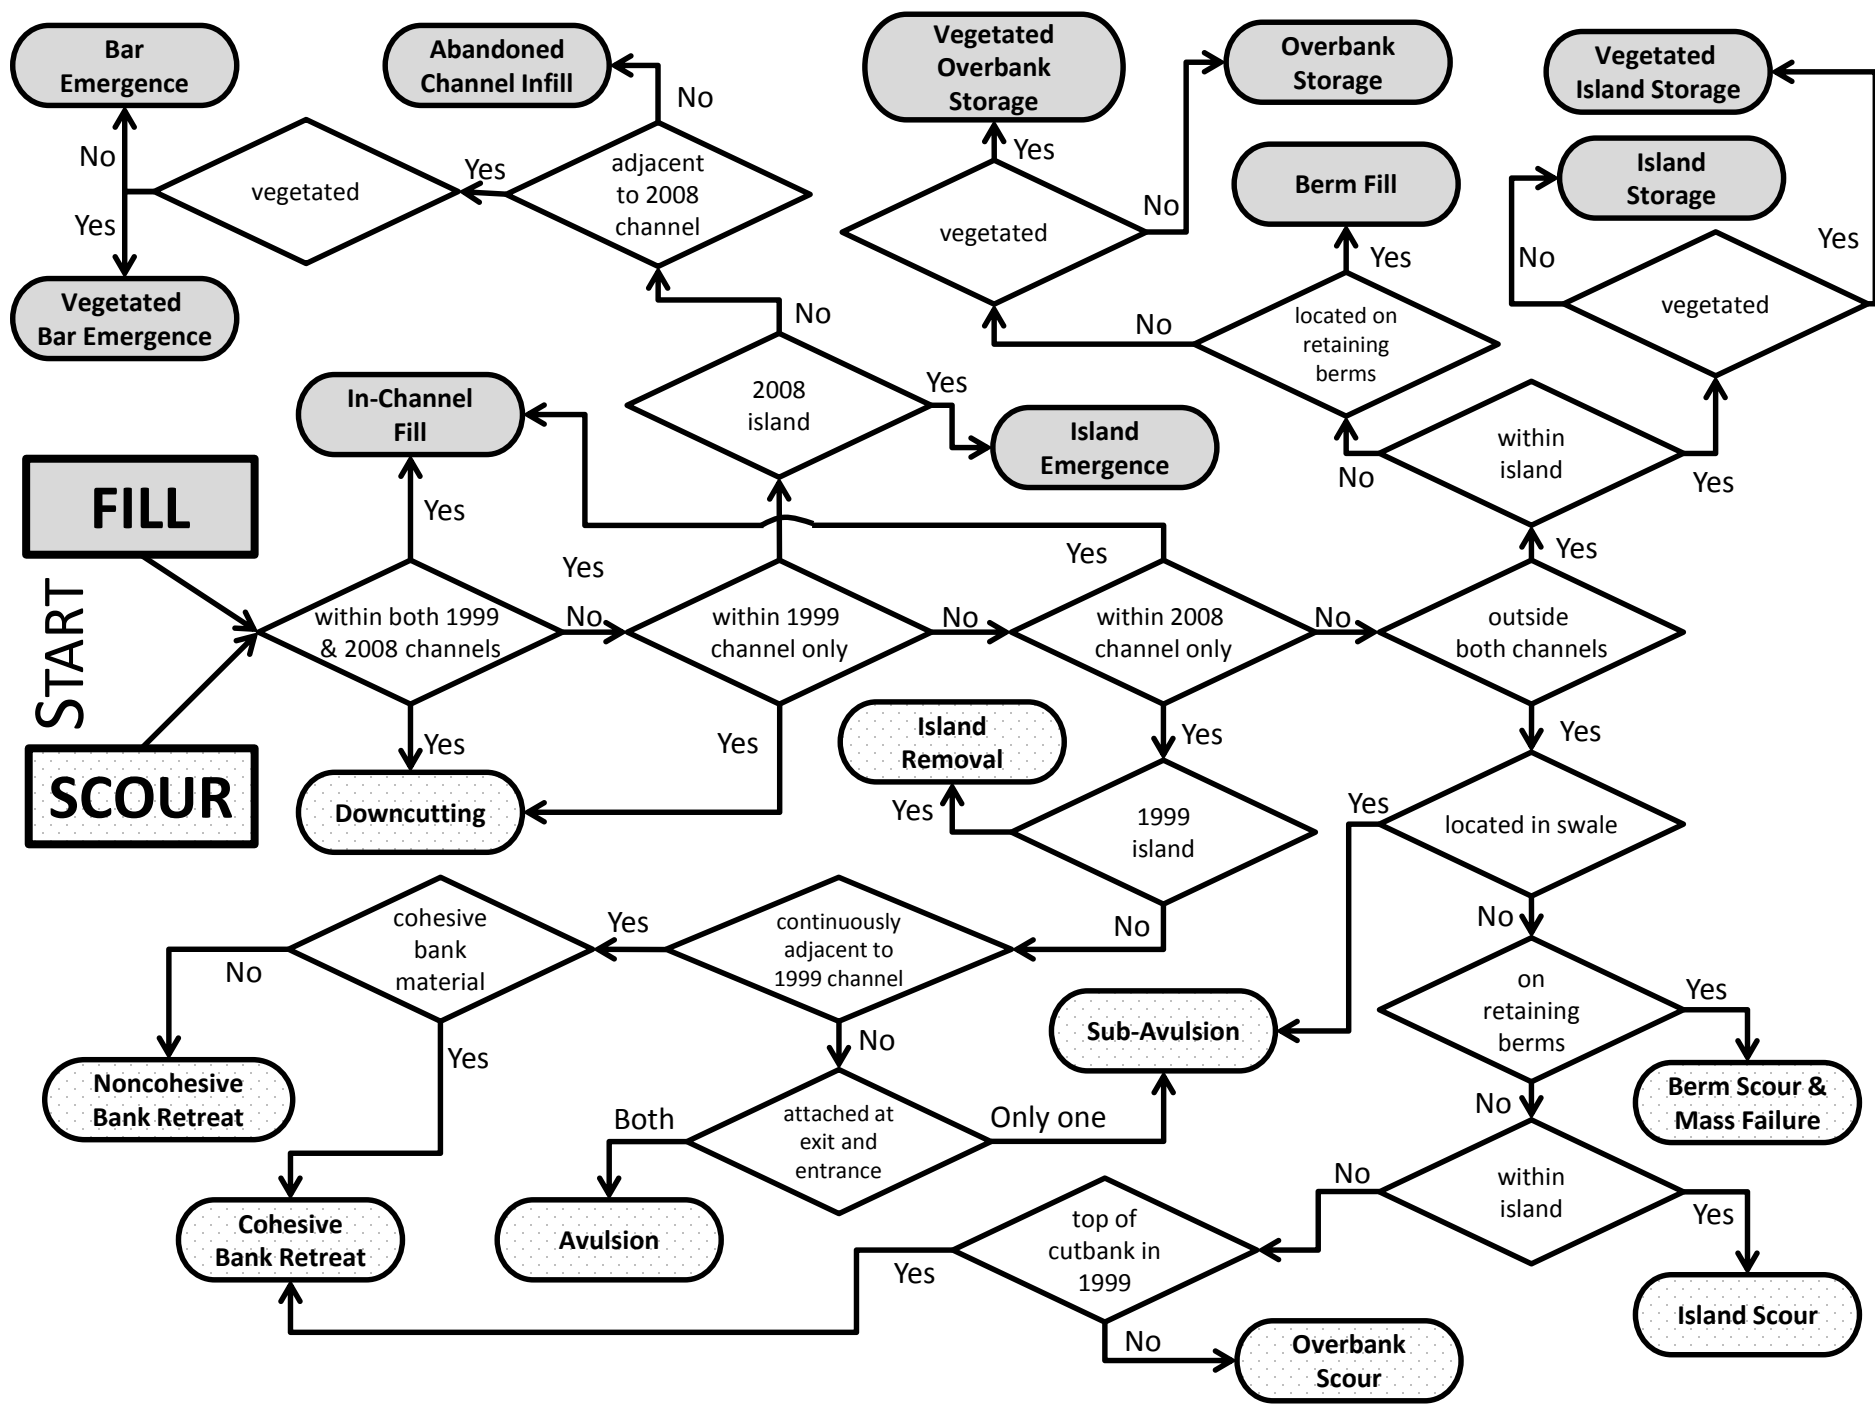 Bar
Emergence
Abandoned
Channel Infill
Vegetated
Overbank
Storage
Overbank
Storage
Vegetated
Island Storage
No
No
vegetated
Yes
adjacent
to 2008
channel
Yes
Yes
vegetated
No
Berm Fill
Island
Storage
Vegetated
Bar Emergence
No
No
Yes
located on
retaining
berms
No
vegetated
Yes
In-Channel
Fill
2008
island
Yes
Island
Emergence
within
island
No
Yes
FILL
Yes
Yes
Yes
Yes
START
within both 1999
& 2008 channels
No
within 1999
channel only
No
within 2008
channel only
No
outside
both channels
SCOUR
Yes
Yes
Island
Removal
Yes
Yes
Downcutting
Yes
1999
island
Yes
located in swale
cohesive
bank
material
Yes
continuously
adjacent to
1999 channel
No
No
No
Yes
No
Sub-Avulsion
on
retaining
berms
Yes
Noncohesive
Bank Retreat
Both
attached at
exit and
entrance
Only one
No
Berm Scour &
Mass Failure
Cohesive
Bank Retreat
Avulsion
Yes
top of
cutbank in
1999
No
within
island
Yes
No
Overbank
Scour
Island Scour